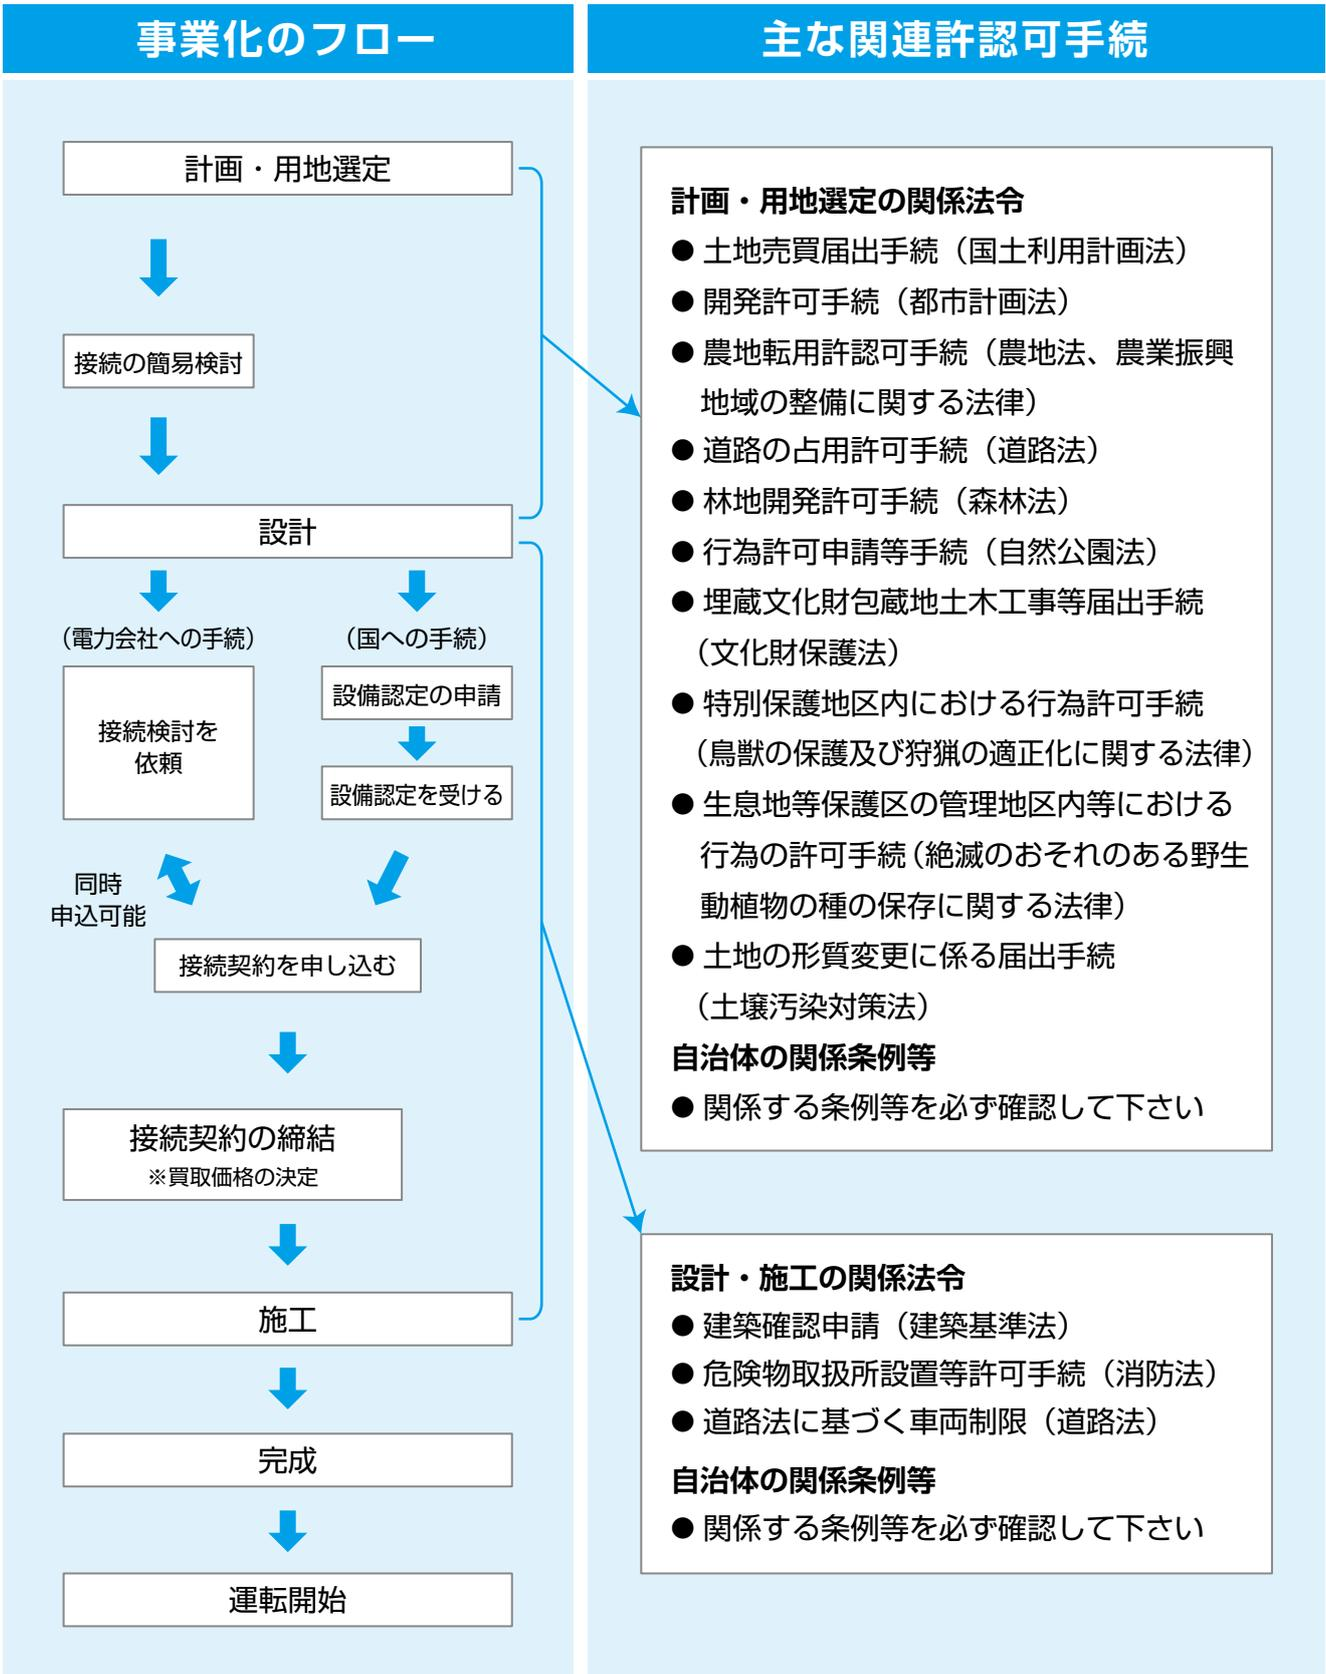 事業化のフロー
計画・用地選定
接続の簡易検討
設計
（電力会社への手続）
（国への手続）
接続検討を
依頼
設備認定の申請
設備認定を受ける
同時
申込可能
接続契約を申し込む
接続契約の締結
※買取価格の決定
施工
完成
運転開始
主な関連許認可手続
計画・用地選定の関係法令
● 土地売買届出手続（国土利用計画法）
● 開発許可手続（都市計画法）
● 農地転用許認可手続（農地法、農業振興
地域の整備に関する法律）
● 道路の占用許可手続（道路法）
● 林地開発許可手続（森林法）
● 行為許可申請等手続（自然公園法）
● 埋蔵文化財包蔵地土木工事等届出手続
（文化財保護法）
● 特別保護地区内における行為許可手続
（鳥獣の保護及び狩猟の適正化に関する法律）
● 生息地等保護区の管理地区内等における
行為の許可手続（絶滅のおそれのある野生
動植物の種の保存に関する法律）
● 土地の形質変更に係る届出手続
（土壌汚染対策法）
自治体の関係条例等
● 関係する条例等を必ず確認して下さい
設計・施工の関係法令
● 建築確認申請（建築基準法）
● 危険物取扱所設置等許可手続（消防法）
● 道路法に基づく車両制限（道路法）
自治体の関係条例等
● 関係する条例等を必ず確認して下さい